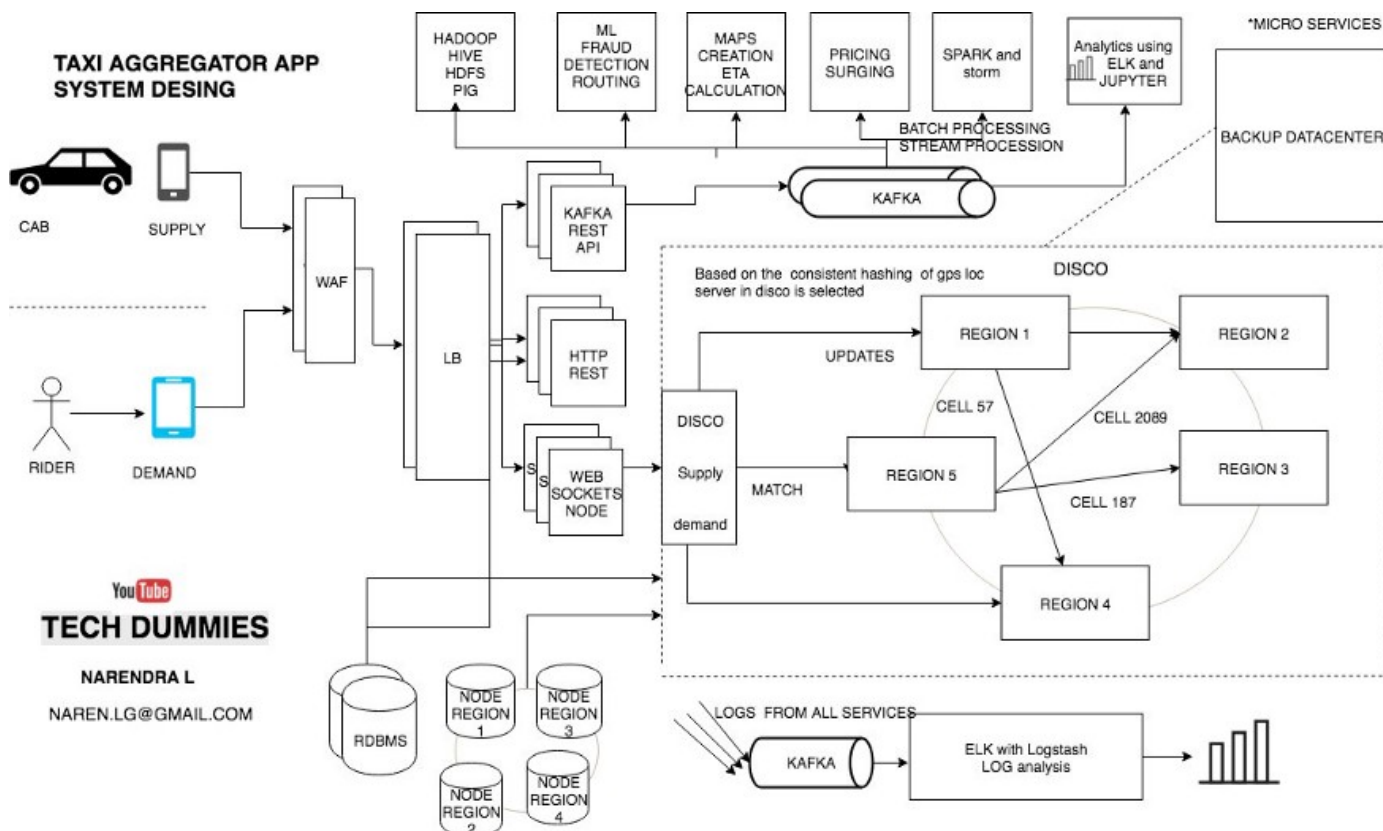 TAXI AGGREGATOR APP
SYSTEM DESING
HADOOP
HIVE
HDFS
PIG
ML
FRAUD
DETECTION
ROUTING
MAPS
CREATION
ETA
CALCULATION
PRICING
SURGING
SPARK and
storm
Analytics using
ELK and
JUPYTER
*MICRO SERVICES
BACKUP DATACENTER
BATCH PROCESSING
STREAM PROCESSION
KAFKA
CAB
SUPPLY
WAF
LB
KAFKA
REST
API
HTTP
REST
S
S
WEB
SOCKETS
NODE
RIDER
DEMAND
Based on the consistent hashing of gps loc
server in disco is selected
DISCO
DISCO
Supply
demand
UPDATES
MATCH
REGION 1
REGION 2
CELL 57
CELL 2089
REGION 5
REGION 3
CELL 187
REGION 4
YouTube
TECH DUMMIES
NARENDRA L
NAREN.LG@GMAIL.COM
RDBMS
NODE
REGION
1
NODE
REGION
3
NODE
REGION
2
NODE
REGION
4
LOGS FROM ALL SERVICES
KAFKA
ELK with Logstash
LOG analysis